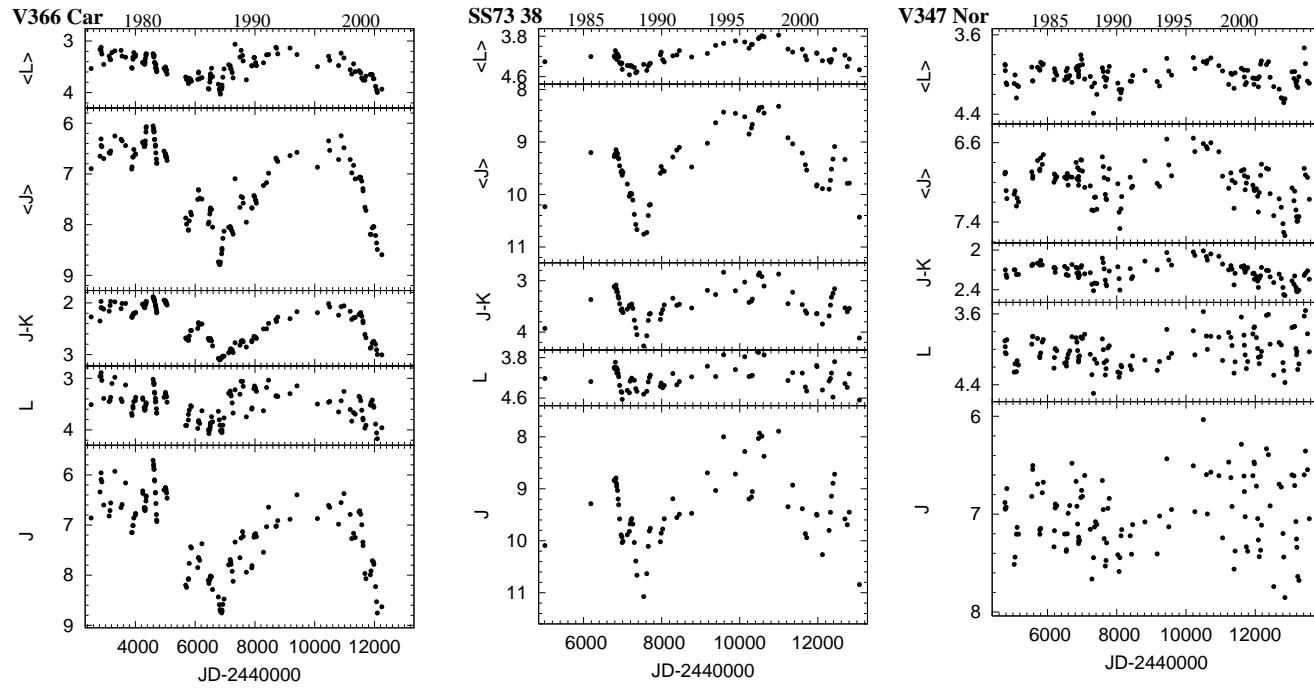 V366 Car 1980 1990 2000
3
<L>
4
6
7
<J>
8
9
2
J-K
3
3
L
4
6
7
J
8
9
4000 6000 8000 10000 12000
JD-2440000
SS73 38 1985 1990 1995 2000
3.8
<L>
4.6
8
9
<J>
10
11
3
J-K
4
3.8
L
4.6
8
9
J
10
11
6000 8000 10000 12000
JD-2440000
V347 Nor 1985 1990 1995 2000
3.6
<L>
4.4
6.6
<J>
7.4
2
J-K
2.4
3.6
L
4.4
6
7
J
8
6000 8000 10000 12000
JD-2440000